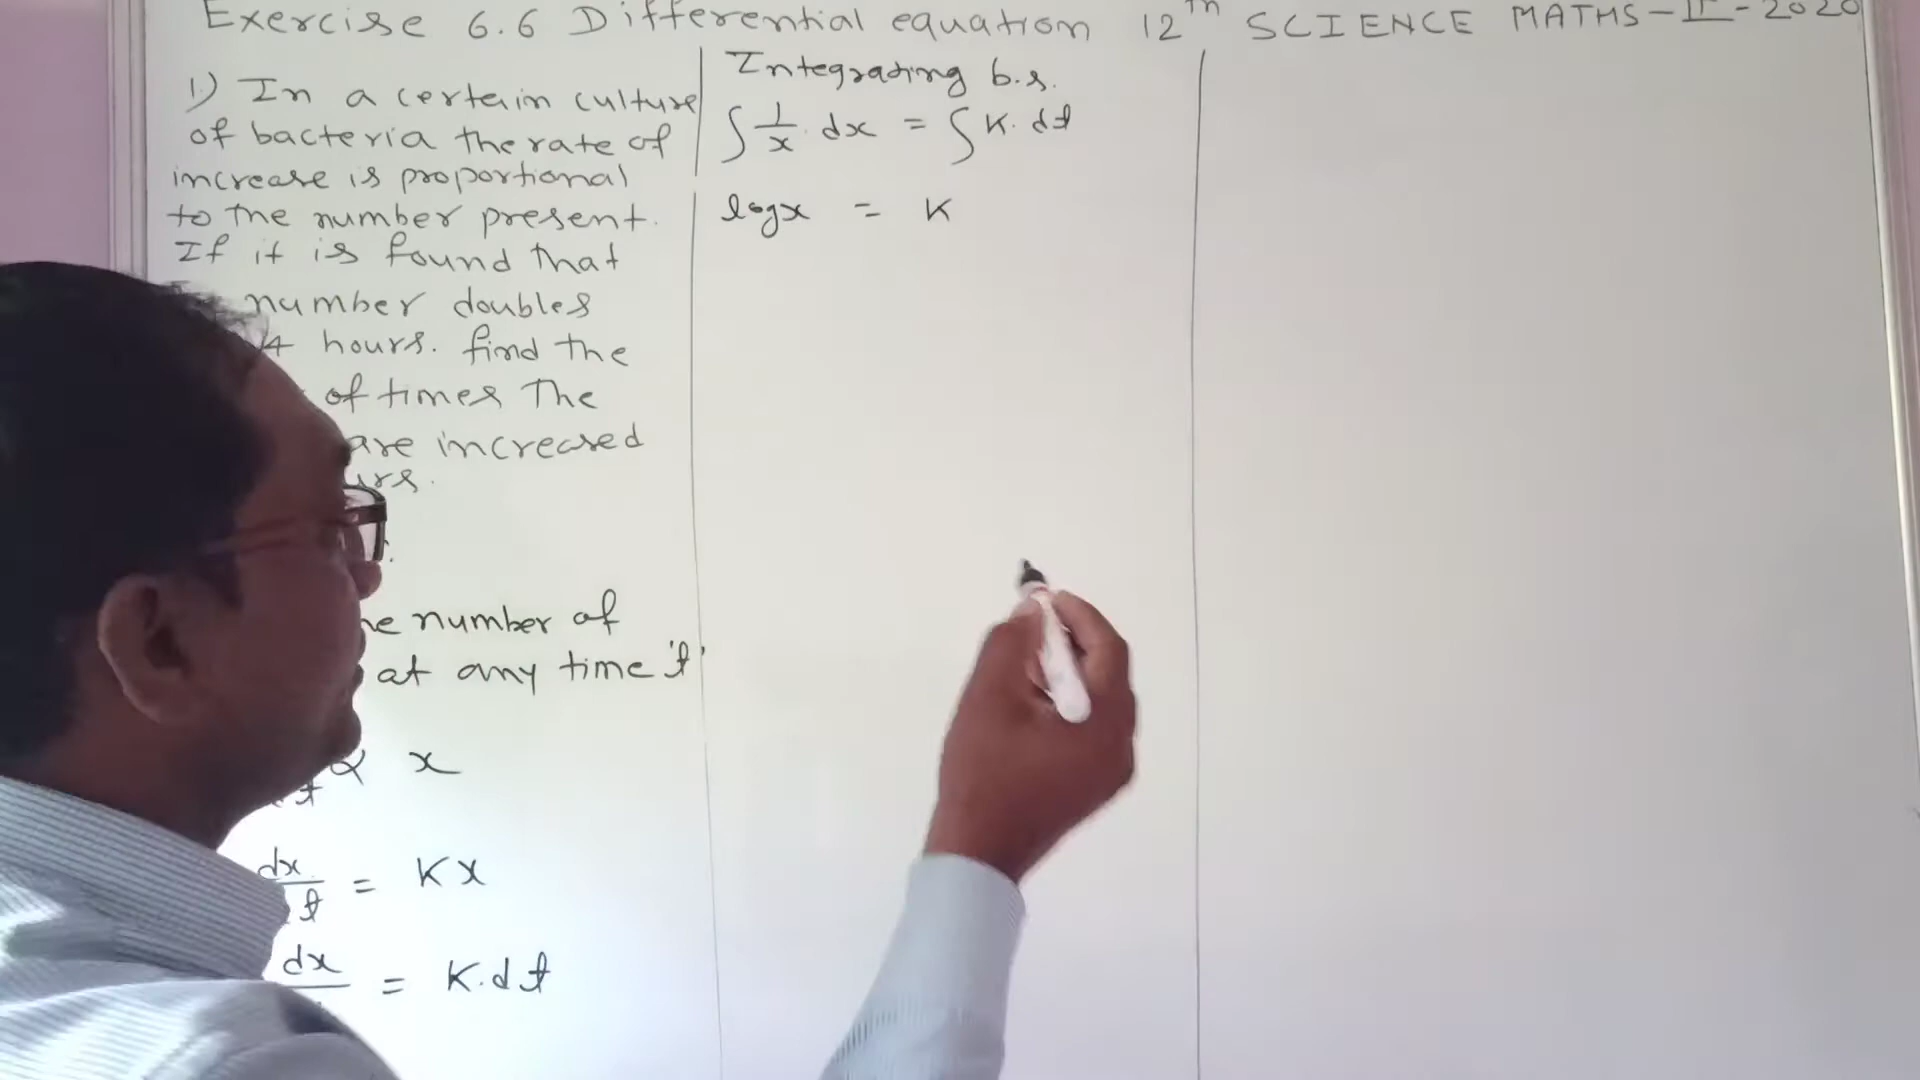 Exercise 6.6 Differential equation 12th SCIENCE MATHS-II-2020
1.) In a certain culture
of bacteria the rate of
increase is proportional
to the number present.
If it is found that
number doubles
4 hours. find the
of times The
are increased
number of
at any time 't'
∝ x
dx/t = Kx
dx = K.dt
Integrating b.s.
∫ 1/x . dx = ∫ K. dt
logx = K